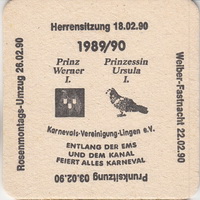 Herrensitzung 18.02.90
Rosenmontags-Umzug 26.02.90
Weiber-Fastnacht 22.02.90
1989/90
Prinz Prinzessin
Werner Ursula
I. I.
Karnevals-Vereinigung-Lingen e.V.
ENTLANG DER EMS
UND DEM KANAL
FEIERT ALLES KARNEVAL
Prunksitzung 03.02.90